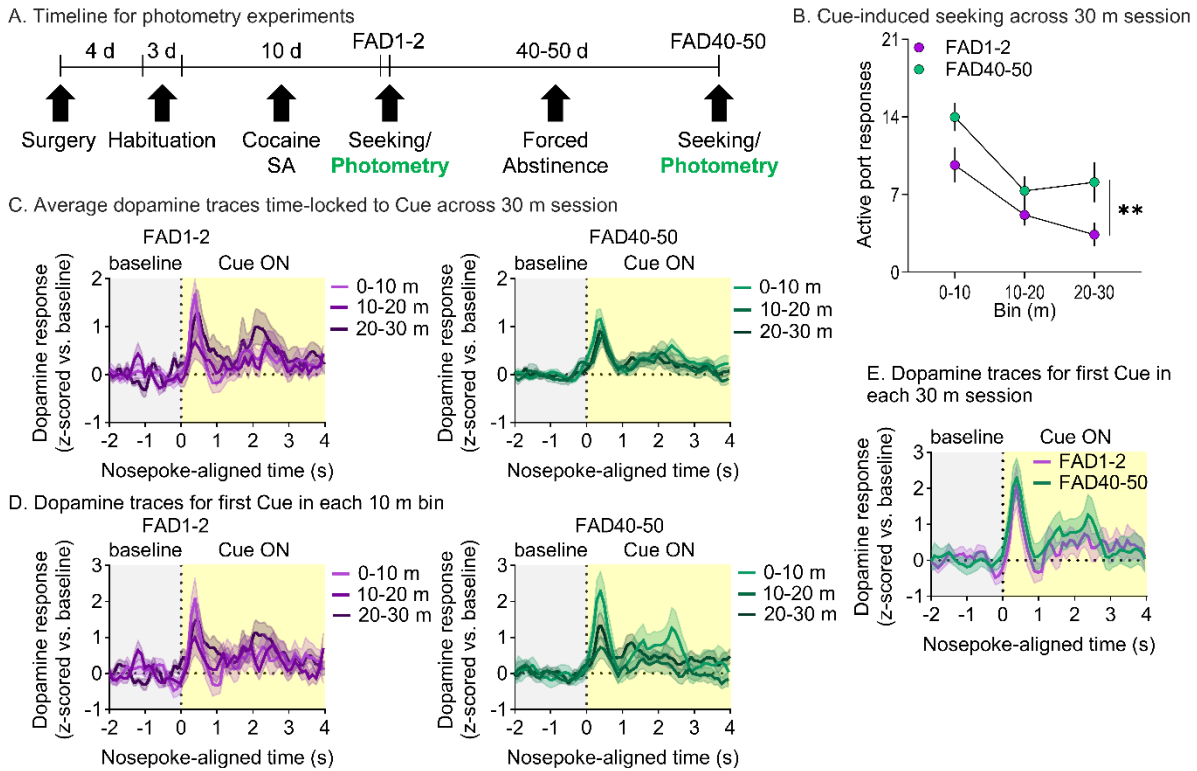 A. Timeline for photometry experiments
4 d
3 d
10 d
FAD1-2
40-50 d
FAD40-50
Surgery
Habituation
Cocaine
SA
Seeking/
Photometry
Forced
Abstinence
Seeking/
Photometry
B. Cue-induced seeking across 30 m session
FAD1-2
FAD40-50
Active port responses
21
14
7
0
**
0-10
10-20
20-30
Bin (m)
C. Average dopamine traces time-locked to Cue across 30 m session
FAD1-2
baseline
Cue ON
Dopamine response
(z-scored vs. baseline)
2
1
0
-1
-2
-1
0
1
2
3
4
Nosepoke-aligned time (s)
0-10 m
10-20 m
20-30 m
FAD40-50
baseline
Cue ON
Dopamine response
(z-scored vs. baseline)
2
1
0
-1
-2
-1
0
1
2
3
4
Nosepoke-aligned time (s)
0-10 m
10-20 m
20-30 m
D. Dopamine traces for first Cue in each 10 m bin
FAD1-2
baseline
Cue ON
Dopamine response
(z-scored vs. baseline)
3
2
1
0
-1
-2
-1
0
1
2
3
4
Nosepoke-aligned time (s)
0-10 m
10-20 m
20-30 m
FAD40-50
baseline
Cue ON
Dopamine response
(z-scored vs. baseline)
3
2
1
0
-1
-2
-1
0
1
2
3
4
Nosepoke-aligned time (s)
0-10 m
10-20 m
20-30 m
E. Dopamine traces for first Cue in
each 30 m session
baseline
Cue ON
FAD1-2
FAD40-50
Dopamine response
(z-scored vs. baseline)
3
2
1
0
-1
-2
-1
0
1
2
3
4
Nosepoke-aligned time (s)